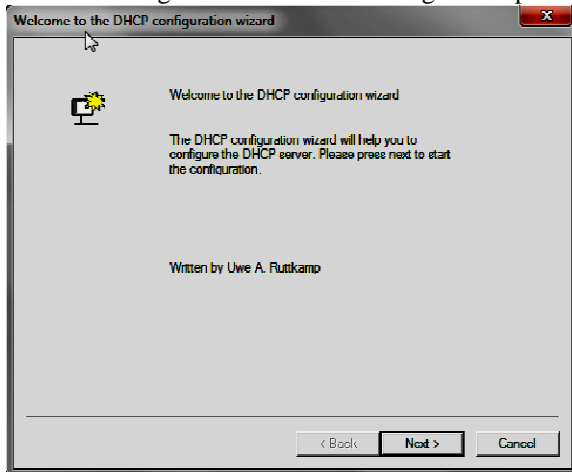 Welcome to the DHCP configuration wizard
Welcome to the DHCP configuration wizard
The DHCP configuration wizard will help you to
configure the DHCP server. Please press next to start
the configuration.
Written by Uwe A. Ruttkamp
< Back
Next >
Cancel